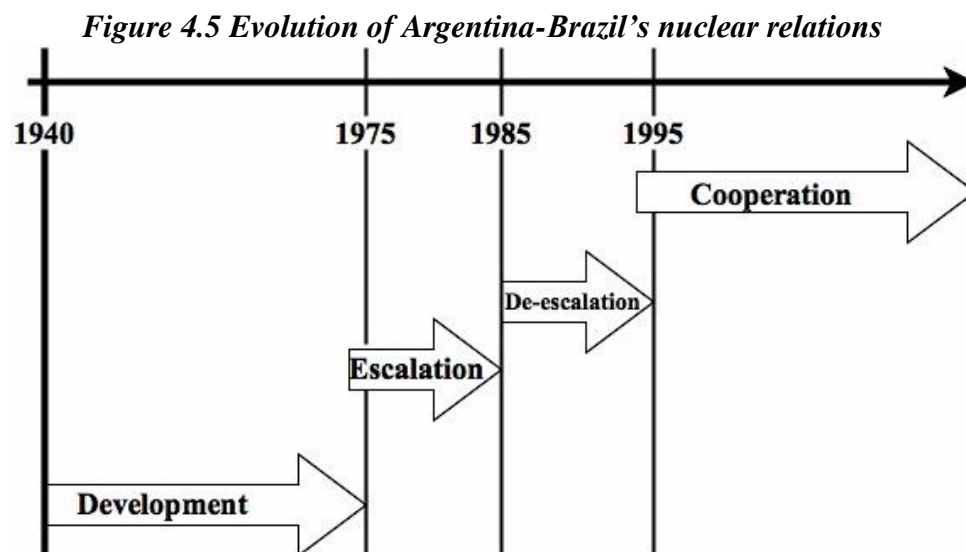 Figure 4.5 Evolution of Argentina-Brazil's nuclear relations
1940 1975 1985 1995
Cooperation
De-escalation
Escalation
Development